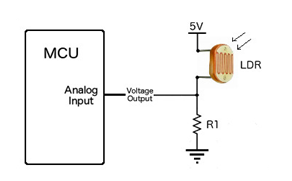 5V
MCU
LDR
Analog
Input
Voltage
Output
R1